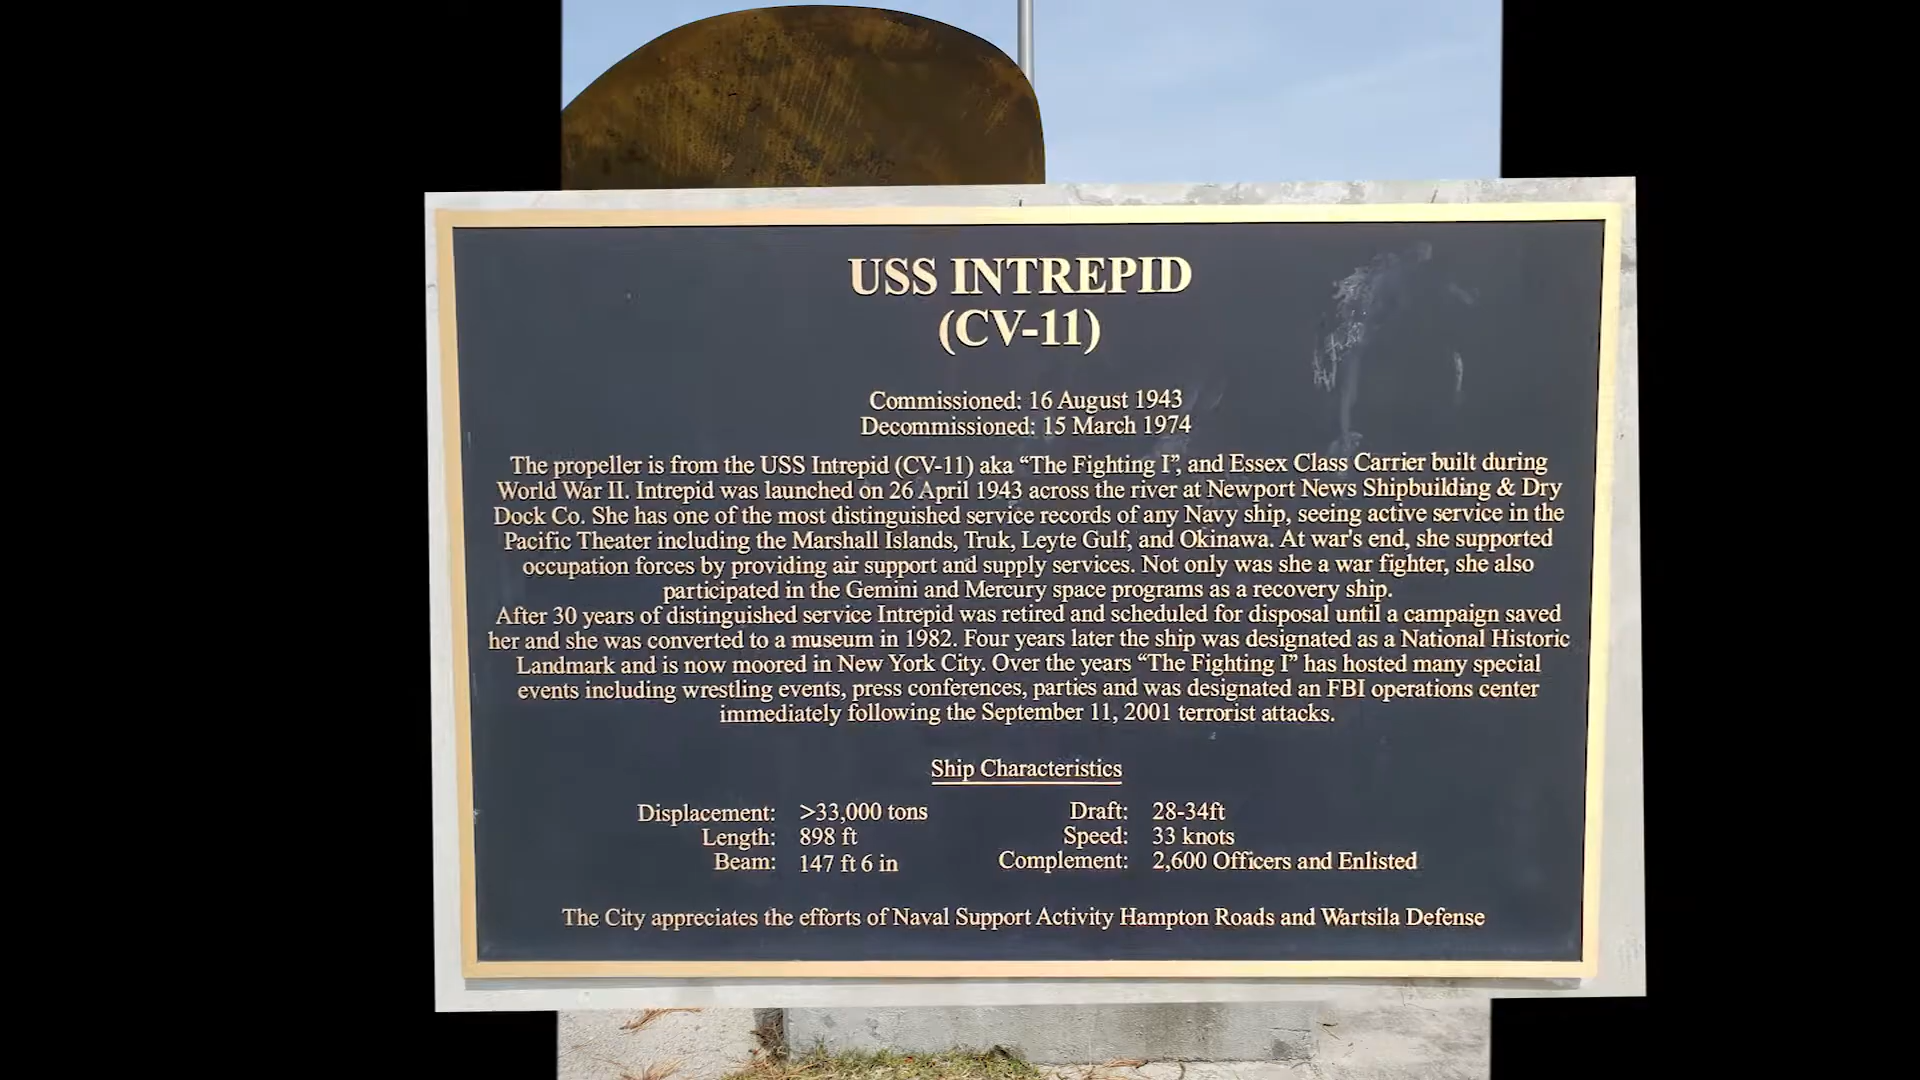 USS INTREPID
(CV-11)
Commissioned: 16 August 1943
Decommissioned: 15 March 1974
The propeller is from the USS Intrepid (CV-11) aka “The Fighting I”, and Essex Class Carrier built during
World War II. Intrepid was launched on 26 April 1943 across the river at Newport News Shipbuilding & Dry
Dock Co. She has one of the most distinguished service records of any Navy ship, seeing active service in the
Pacific Theater including the Marshall Islands, Truk, Leyte Gulf, and Okinawa. At war's end, she supported
occupation forces by providing air support and supply services. Not only was she a war fighter, she also
participated in the Gemini and Mercury space programs as a recovery ship.
After 30 years of distinguished service Intrepid was retired and scheduled for disposal until a campaign saved
her and she was converted to a museum in 1982. Four years later the ship was designated as a National Historic
Landmark and is now moored in New York City. Over the years “The Fighting I” has hosted many special
events including wrestling events, press conferences, parties and was designated an FBI operations center
immediately following the September 11, 2001 terrorist attacks.
Ship Characteristics
Displacement: >33,000 tons Draft: 28-34ft
Length: 898 ft Speed: 33 knots
Beam: 147 ft 6 in Complement: 2,600 Officers and Enlisted
The City appreciates the efforts of Naval Support Activity Hampton Roads and Wartsila Defense